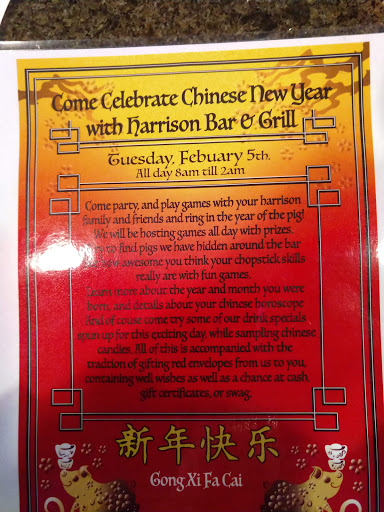 Come Celebrate Chinese New Year
with Harrison Bar & Grill
Tuesday, Febuary 5th.
All day 8am till 2am
Come party, and play games with your harrison
family and friends and ring in the year of the pig!
We will be hosting games all day with prizes.
to find pigs we have hidden around the bar
awesome you think your chopstick skills
really are with fun games.
more about the year and month you were
born, and details about your chinese horoscope
And of couse come try some of our drink specials
spun up for this exciting day, while sampling chinese
candies. All of this is accompanied with the
tradtion of gifting red envelopes from us to you,
containing well wishes as well as a chance at cash,
gift certificates, or swag.
新年快乐
Gong Xi Fa Cai